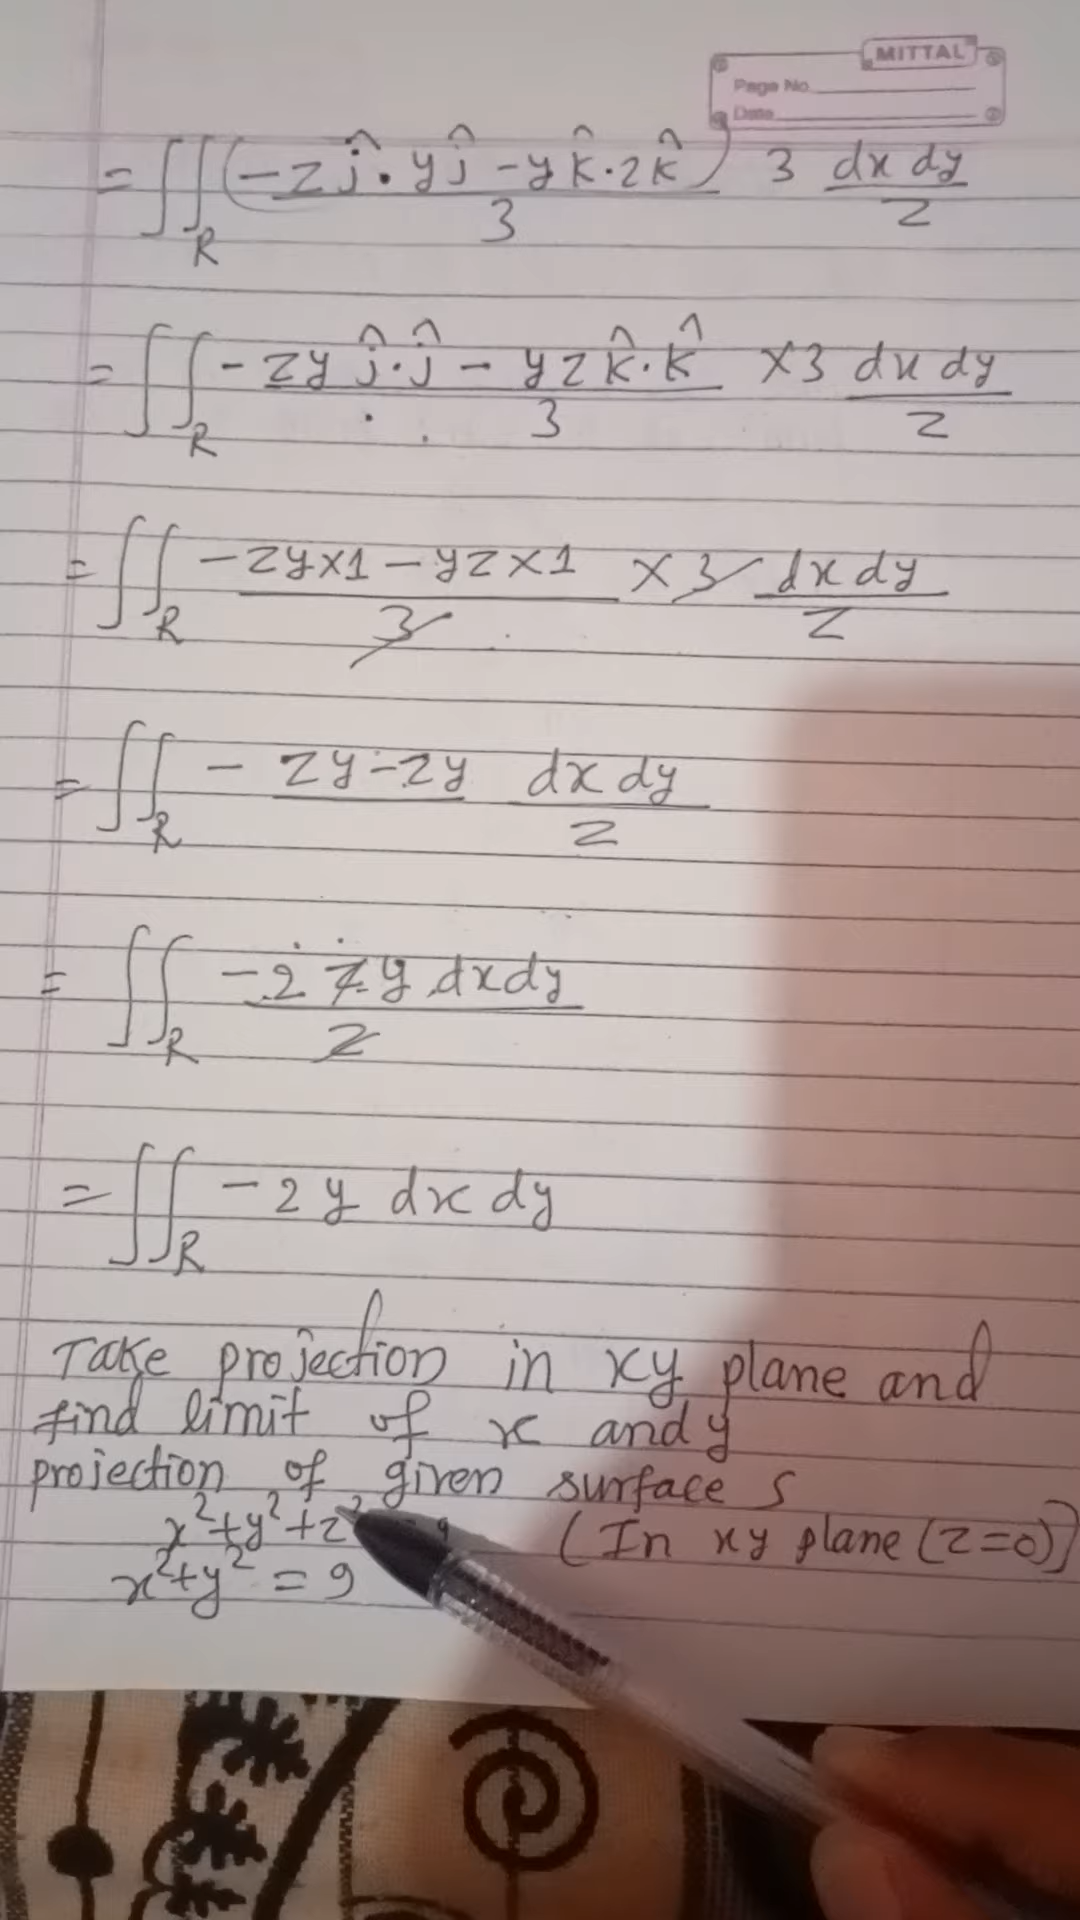 MITTAL
Page No.
Date
= ∬_R (-zĵ·yĵ - yk̂·zk̂)/3 3 dx dy/z
= ∬_R (-zy ĵ·ĵ - yz k̂·k̂)/3 ×3 dx dy/z
= ∬_R (-zy×1 - yz×1)/3 ×3 dx dy/z
= ∬_R - zy - zy dx dy/z
= ∬_R -2 z y dx dy/z
= ∬_R -2 y dx dy
Take projection in xy plane and
find limit of x and y
projection of given surface S
x²+y²+z² 9 (In xy plane (z=0))
x²+y² = 9